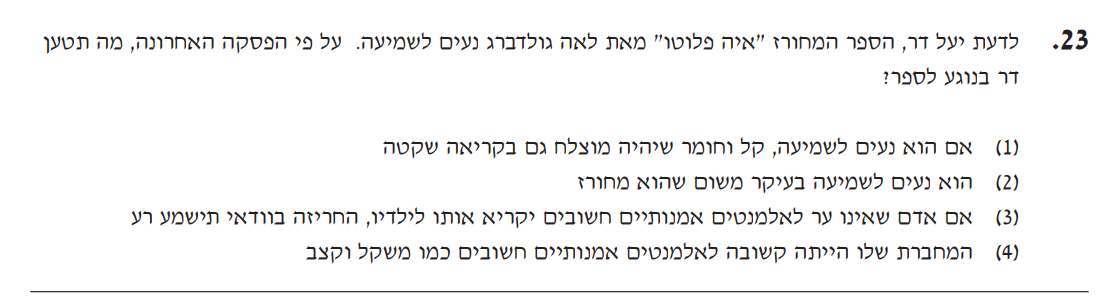 23. לדעת יעל דר, הספר המחורז "איה פלוטו" מאת לאה גולדברג נעים לשמיעה. על פי הפסקה האחרונה, מה תטען
דר בנוגע לספר?
(1) אם הוא נעים לשמיעה, קל וחומר שיהיה מוצלח גם בקריאה שקטה
(2) הוא נעים לשמיעה בעיקר משום שהוא מחורז
(3) אם אדם שאינו ער לאלמנטים אמנותיים חשובים יקריא אותו לילדיו, החריזה בוודאי תישמע רע
(4) המחברת שלו הייתה קשובה לאלמנטים אמנותיים חשובים כמו משקל וקצב